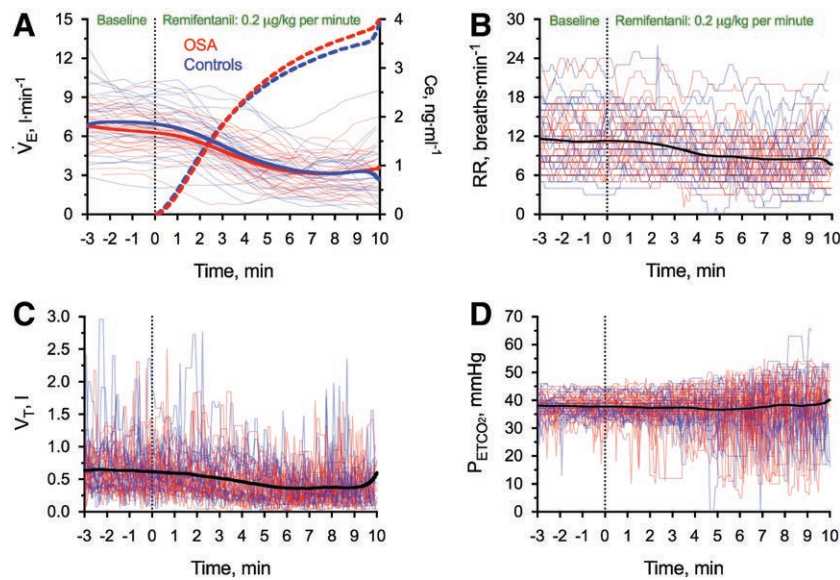 A
Baseline Remifentanil: 0.2 µg/kg per minute
OSA
Controls
15
12
9
6
3
0
V̇E, l·min-1
4
3
2
1
0
Ce, ng·ml-1
-3 -2 -1 0 1 2 3 4 5 6 7 8 9 10
Time, min
B
Baseline Remifentanil: 0.2 µg/kg per minute
30
24
18
12
6
0
RR, breaths·min-1
-3 -2 -1 0 1 2 3 4 5 6 7 8 9 10
Time, min
C
3.0
2.5
2.0
1.5
1.0
0.5
0.0
VT, l
-3 -2 -1 0 1 2 3 4 5 6 7 8 9 10
Time, min
D
70
60
50
40
30
20
10
0
PETCO2, mmHg
-3 -2 -1 0 1 2 3 4 5 6 7 8 9 10
Time, min